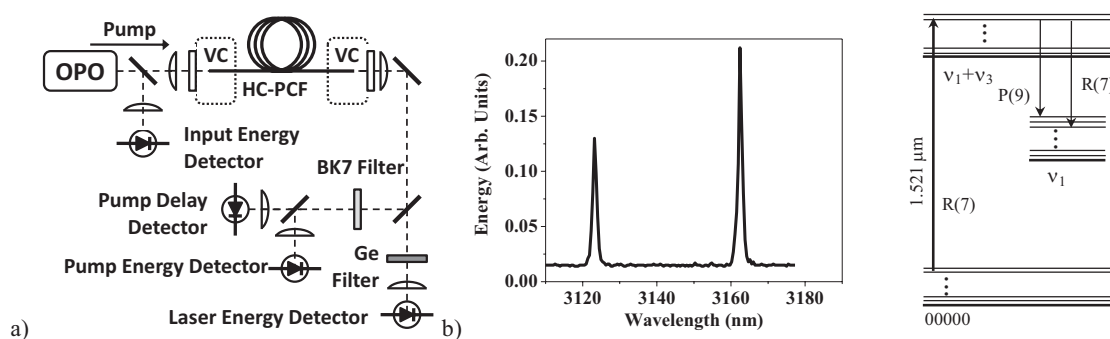 Pump
OPO
VC
VC
HC-PCF
Input Energy
Detector
BK7 Filter
Pump Delay
Detector
Pump Energy Detector
Ge
Filter
Laser Energy Detector
a)
b)
Energy (Arb. Units)
0.20
0.15
0.10
0.05
0.00
3120 3140 3160 3180
Wavelength (nm)
ν1+ν3
P(9)
R(7)
ν1
1.521 μm
R(7)
00000